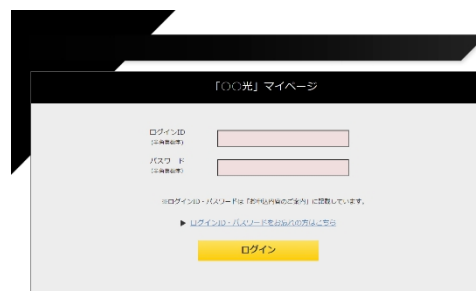 「○○光」マイページ
ログインID
(半角英数字)
パスワード
(半角英数字)
※ログインID・パスワードは「お申込内容のご案内」に記載しています。
▶ ログインID・パスワードをお忘れの方はこちら
ログイン